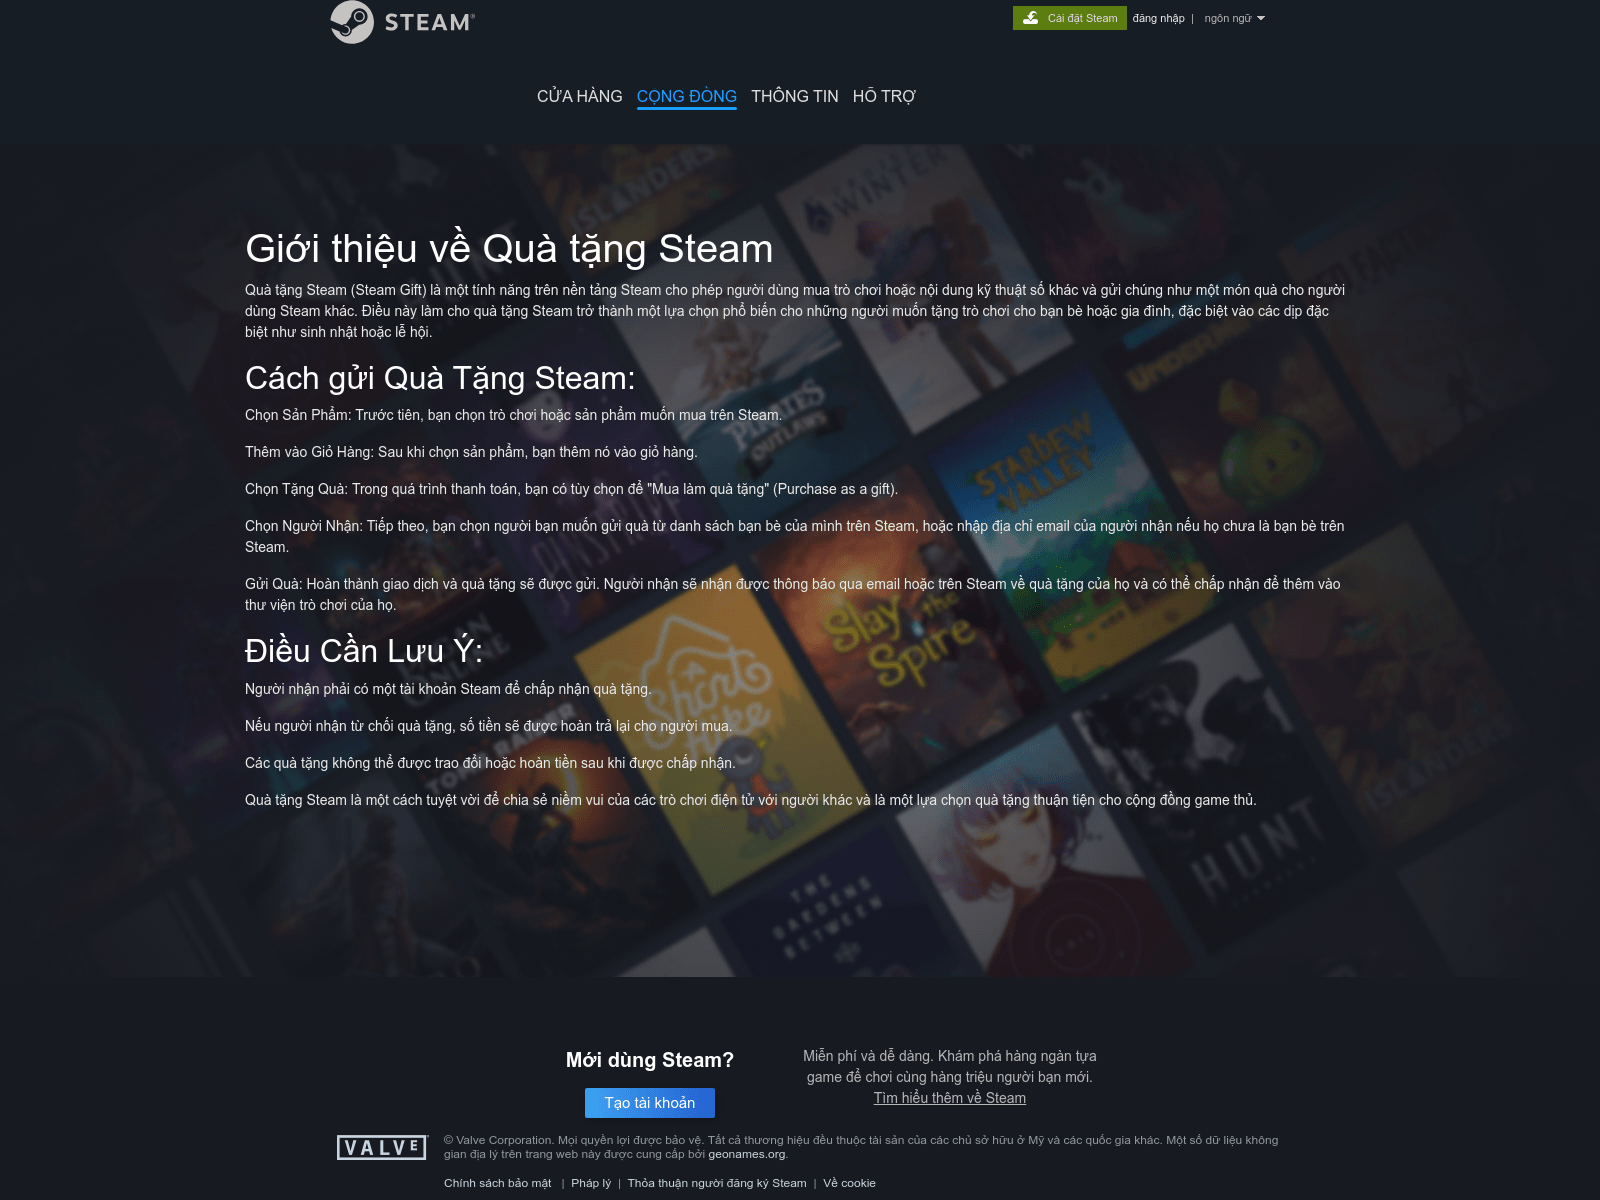 STEAM
Cài đặt Steam đăng nhập | ngôn ngữ
CỬA HÀNG CỘNG ĐỒNG THÔNG TIN HỖ TRỢ
Giới thiệu về Quà tặng Steam
Quà tặng Steam (Steam Gift) là một tính năng trên nền tảng Steam cho phép người dùng mua trò chơi hoặc nội dung kỹ thuật số khác và gửi chúng như một món quà cho người
dùng Steam khác. Điều này làm cho quà tặng Steam trở thành một lựa chọn phổ biến cho những người muốn tặng trò chơi cho bạn bè hoặc gia đình, đặc biệt vào các dịp đặc
biệt như sinh nhật hoặc lễ hội.
Cách gửi Quà Tặng Steam:
Chọn Sản Phẩm: Trước tiên, bạn chọn trò chơi hoặc sản phẩm muốn mua trên Steam.
Thêm vào Giỏ Hàng: Sau khi chọn sản phẩm, bạn thêm nó vào giỏ hàng.
Chọn Tặng Quà: Trong quá trình thanh toán, bạn có tùy chọn để "Mua làm quà tặng" (Purchase as a gift).
Chọn Người Nhận: Tiếp theo, bạn chọn người bạn muốn gửi quà từ danh sách bạn bè của mình trên Steam, hoặc nhập địa chỉ email của người nhận nếu họ chưa là bạn bè trên
Steam.
Gửi Quà: Hoàn thành giao dịch và quà tặng sẽ được gửi. Người nhận sẽ nhận được thông báo qua email hoặc trên Steam về quà tặng của họ và có thể chấp nhận để thêm vào
thư viện trò chơi của họ.
Điều Cần Lưu Ý:
Người nhận phải có một tài khoản Steam để chấp nhận quà tặng.
Nếu người nhận từ chối quà tặng, số tiền sẽ được hoàn trả lại cho người mua.
Các quà tặng không thể được trao đổi hoặc hoàn tiền sau khi được chấp nhận.
Quà tặng Steam là một cách tuyệt vời để chia sẻ niềm vui của các trò chơi điện tử với người khác và là một lựa chọn quà tặng thuận tiện cho cộng đồng game thủ.
ISLANDERS
WINTER
PIRATES
OUTLAWS
STARDEW
VALLEY
Slay the
Spire
Short
Hike
HUNT
THE
GARDENS
BETWEEN
Mới dùng Steam?
Tạo tài khoản
Miễn phí và dễ dàng. Khám phá hàng ngàn tựa
game để chơi cùng hàng triệu người bạn mới.
Tìm hiểu thêm về Steam
VALVE
© Valve Corporation. Mọi quyền lợi được bảo vệ. Tất cả thương hiệu đều thuộc tài sản của các chủ sở hữu ở Mỹ và các quốc gia khác. Một số dữ liệu không
gian địa lý trên trang web này được cung cấp bởi geonames.org.
Chính sách bảo mật | Pháp lý | Thỏa thuận người đăng ký Steam | Về cookie